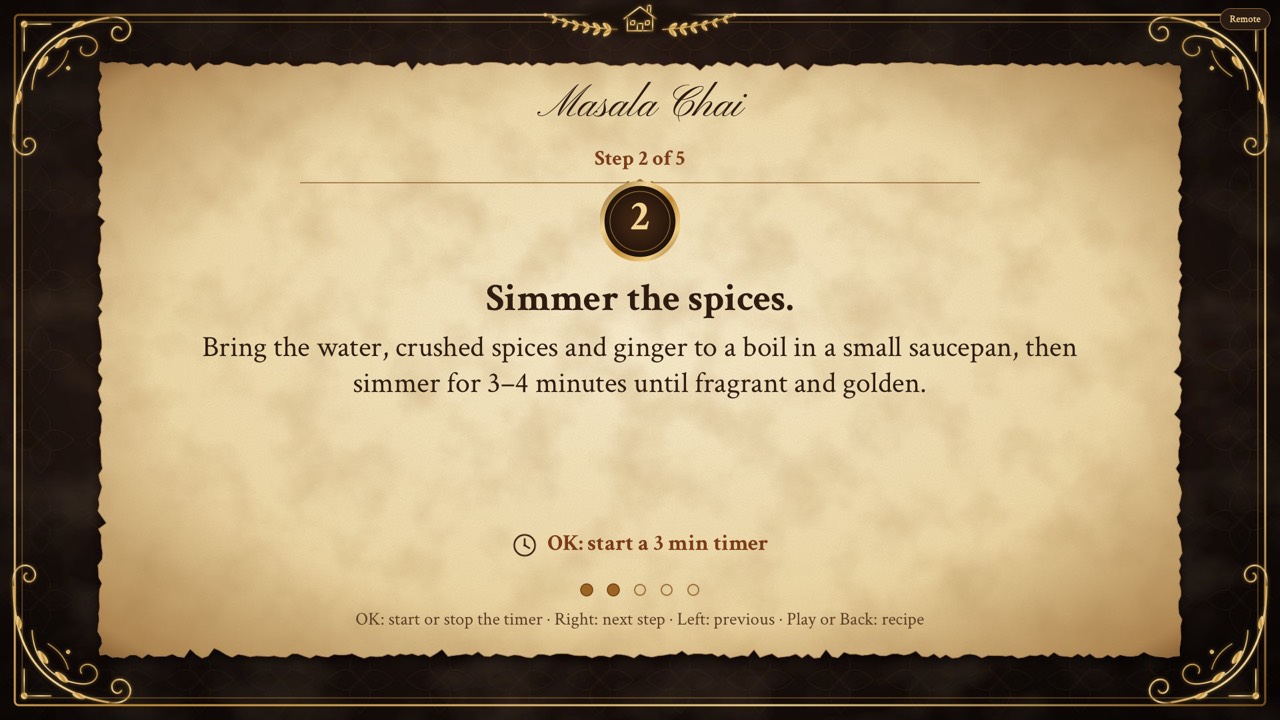 Remote
Masala Chai
Step 2 of 5
2
Simmer the spices.
Bring the water, crushed spices and ginger to a boil in a small saucepan, then
simmer for 3–4 minutes until fragrant and golden.
OK: start a 3 min timer
OK: start or stop the timer · Right: next step · Left: previous · Play or Back: recipe